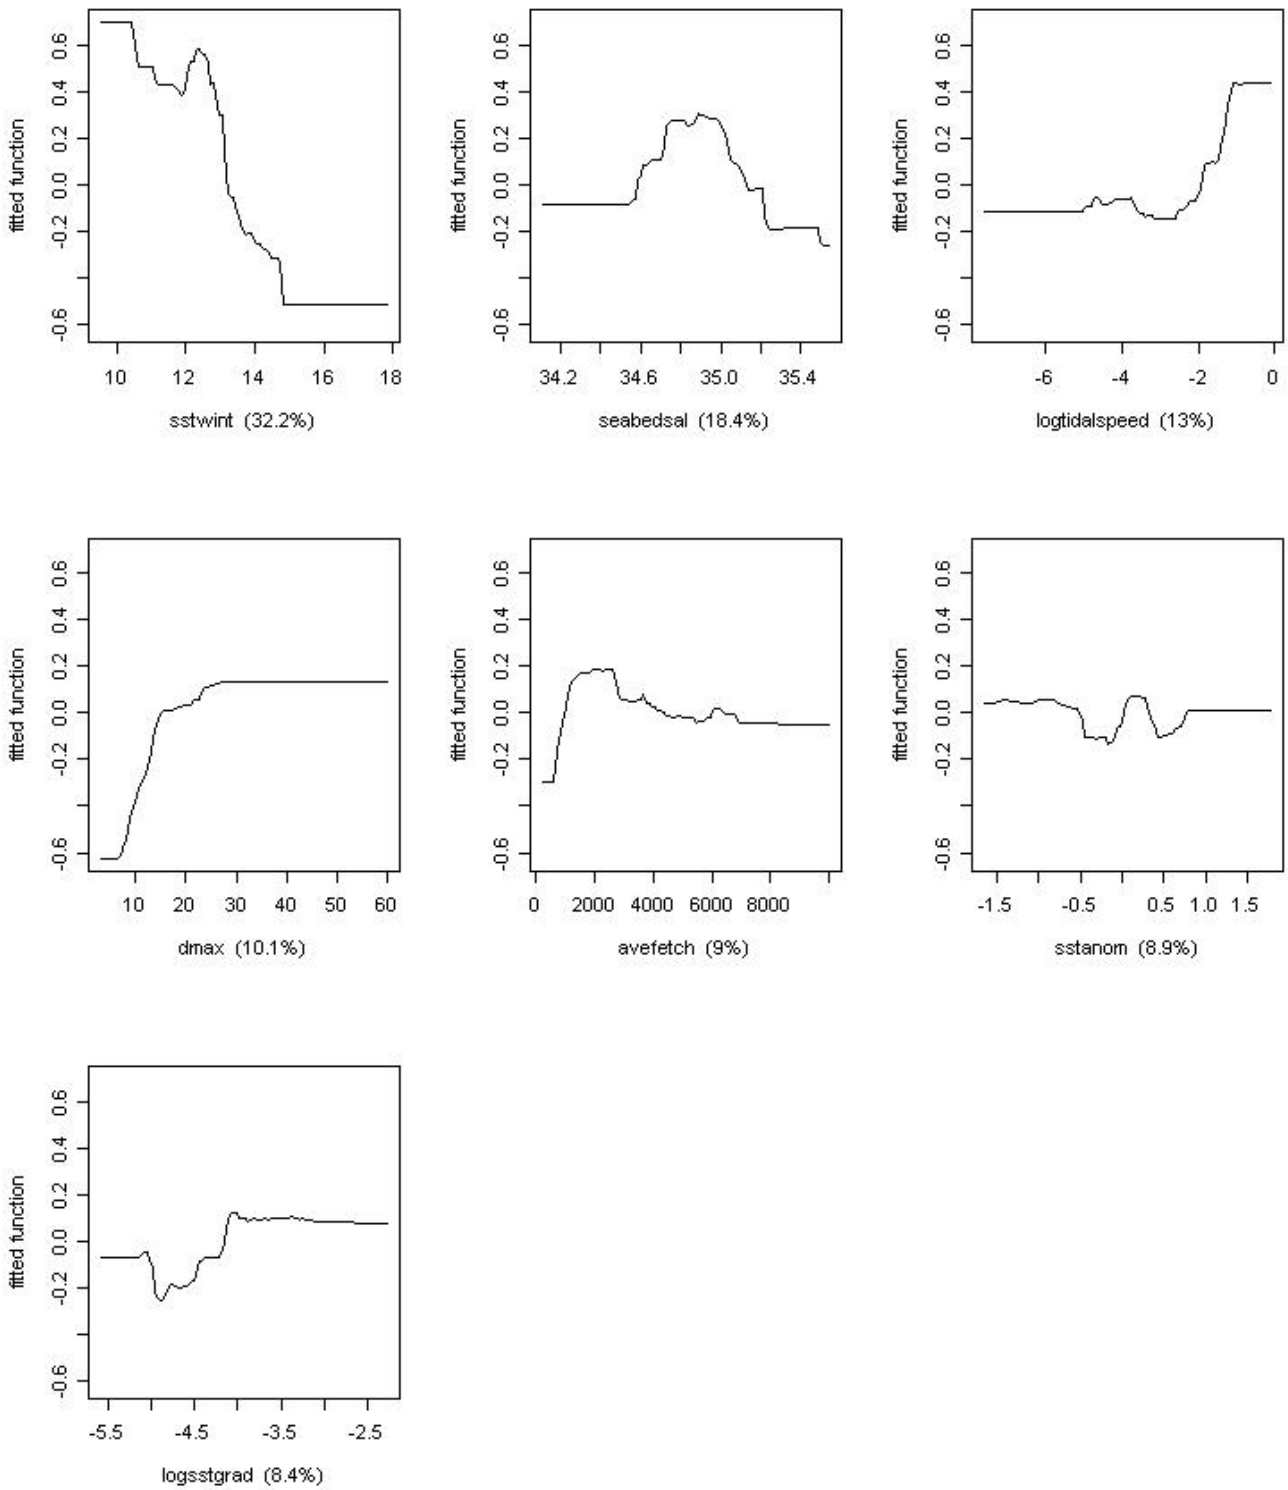 fitted function
0.6
0.4
0.2
0.0
-0.2
-0.6
10 12 14 16 18
sstwint (32.2%)
fitted function
0.6
0.4
0.2
0.0
-0.2
-0.6
34.2 34.6 35.0 35.4
seabedsal (18.4%)
fitted function
0.6
0.4
0.2
0.0
-0.2
-0.6
-6 -4 -2 0
logtidalspeed (13%)
fitted function
0.6
0.4
0.2
0.0
-0.2
-0.6
10 20 30 40 50 60
dmax (10.1%)
fitted function
0.6
0.4
0.2
0.0
-0.2
-0.6
0 2000 4000 6000 8000
avefetch (9%)
fitted function
0.6
0.4
0.2
0.0
-0.2
-0.6
-1.5 -0.5 0.5 1.0 1.5
sstanom (8.9%)
fitted function
0.6
0.4
0.2
0.0
-0.2
-0.6
-5.5 -4.5 -3.5 -2.5
logsstgrad (8.4%)